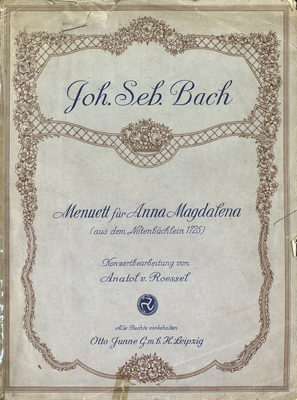 Joh. Seb. Bach
Menuett für Anna Magdalena
(aus dem Notenbüchlein 1725)
Konzertbearbeitung von
Anatol v. Roessel
Alle Rechte vorbehalten
Otto Junne G.m.b.H. Leipzig